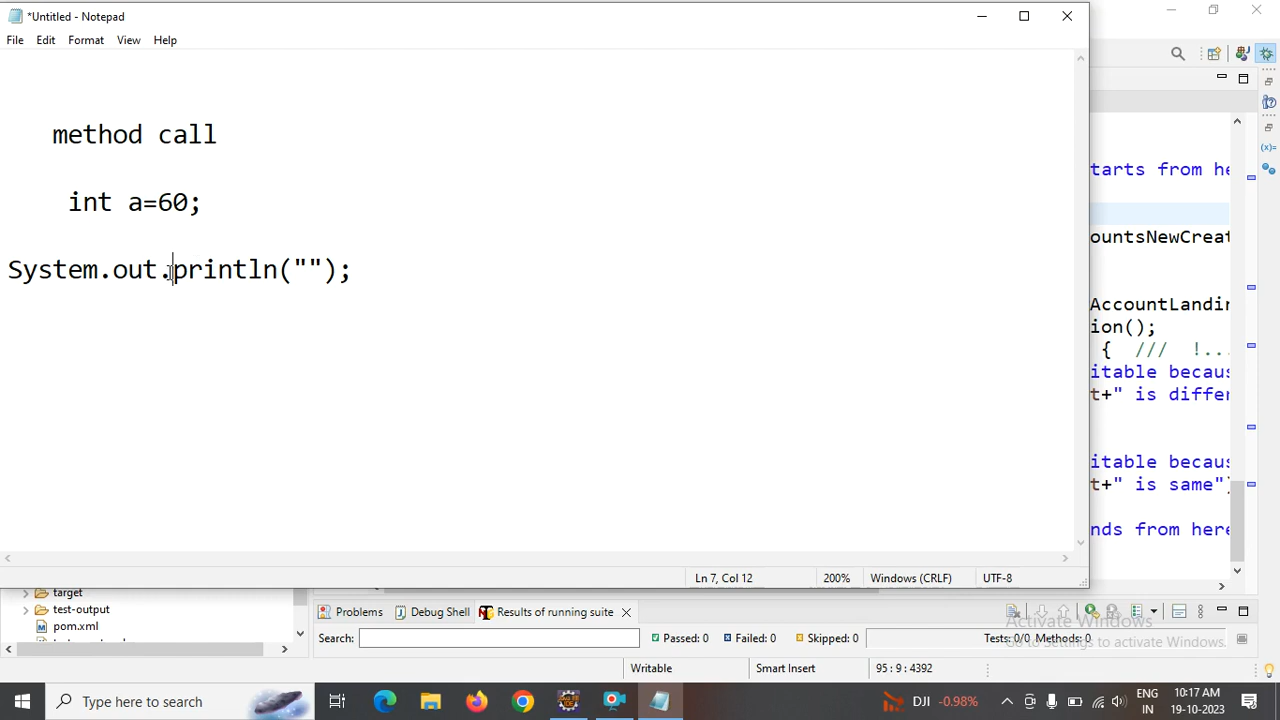 *Untitled - Notepad
File Edit Format View Help
method call
int a=60;
System.out.println("");
Ln 7, Col 12 200% Windows (CRLF) UTF-8
tarts from he
ountsNewCreat
AccountLandin
ion();
{ /// !...
itable becaus
t+" is differ
itable becaus
t+" is same")
nds from here
target
test-output
pom.xml
Problems Debug Shell Results of running suite
Search: Passed: 0 Failed: 0 Skipped: 0 Tests: 0/0 Methods: 0
Activate Windows
Go to Settings to activate Windows.
Writable Smart Insert 95 : 9 : 4392
Type here to search
DJI -0.98%
ENG
IN
10:17 AM
19-10-2023